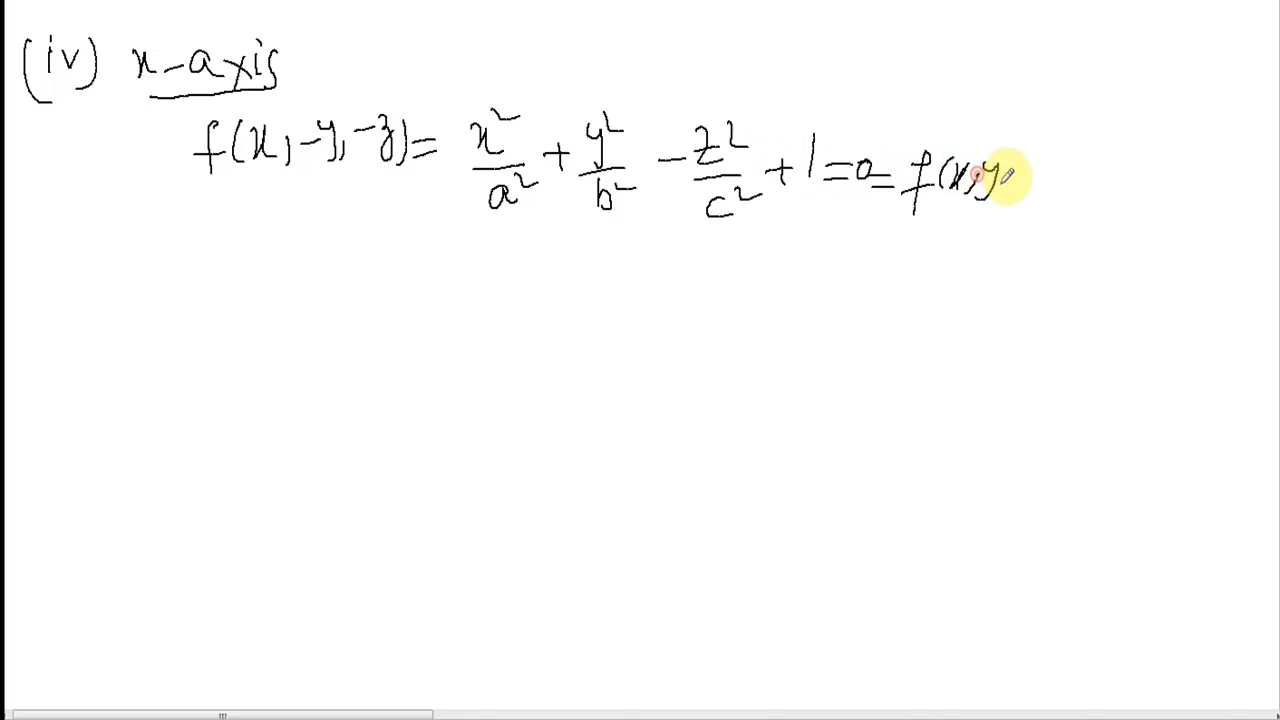 (iv) x-axis
f(x,-y,-z)= x²/a² + y²/b² - z²/c² + 1=0= f(x,y